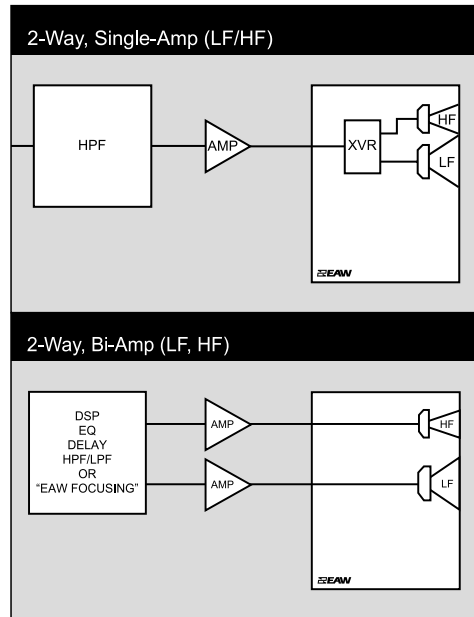 2-Way, Single-Amp (LF/HF)
HPF
AMP
XVR
HF
LF
EAW
2-Way, Bi-Amp (LF, HF)
DSP
EQ
DELAY
HPF/LPF
OR
“EAW FOCUSING”
AMP
AMP
HF
LF
EAW